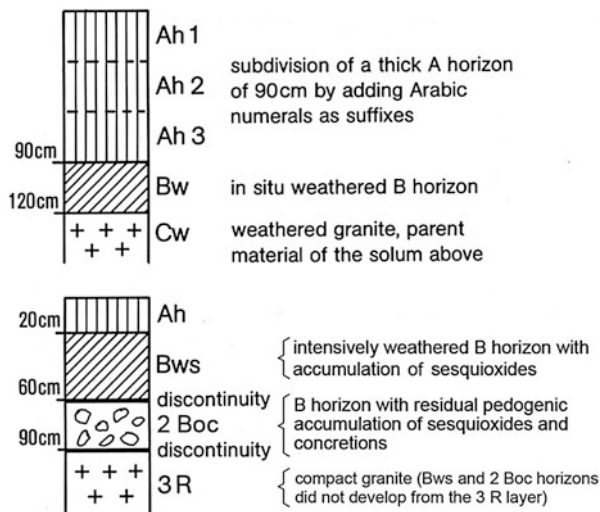 Ah 1
Ah 2
Ah 3
subdivision of a thick A horizon
of 90cm by adding Arabic
numerals as suffixes
90cm
Bw
in situ weathered B horizon
120cm
Cw
weathered granite, parent
material of the solum above
Ah
20cm
Bws
intensively weathered B horizon with
accumulation of sesquioxides
60cm
discontinuity
2 Boc
B horizon with residual pedogenic
accumulation of sesquioxides and
concretions
90cm
discontinuity
3 R
compact granite (Bws and 2 Boc horizons
did not develop from the 3 R layer)